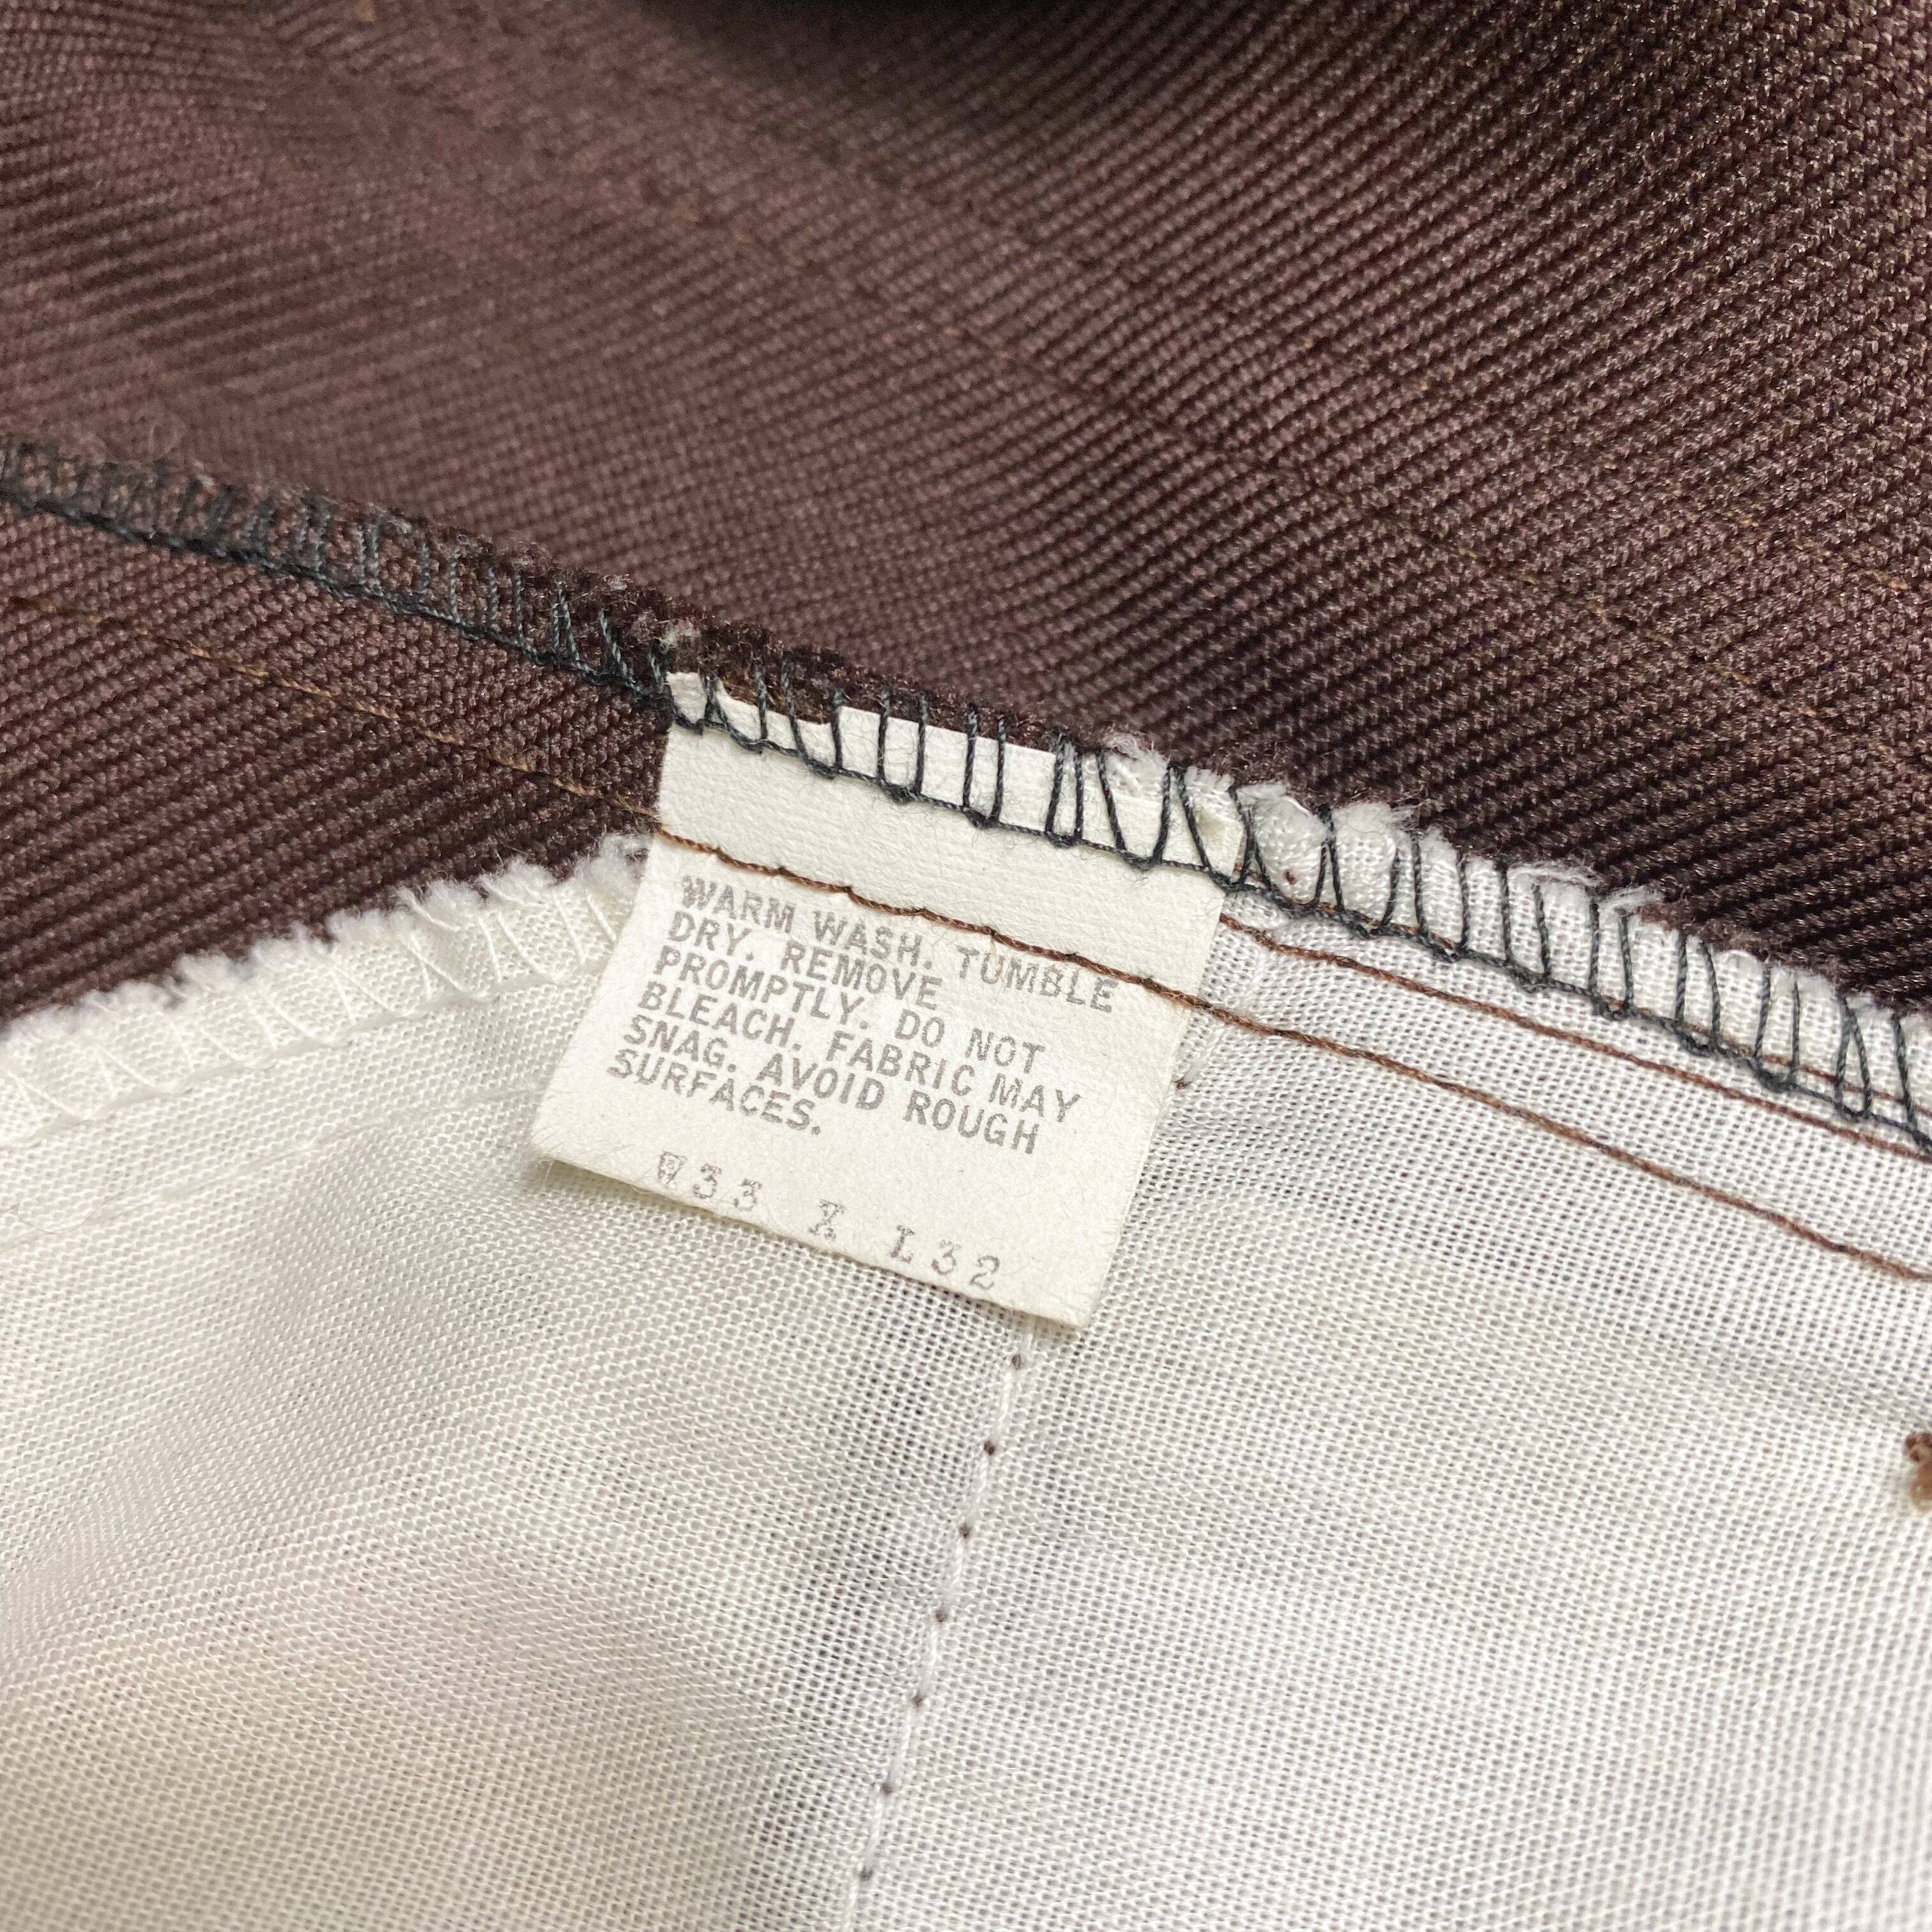 WARM WASH. TUMBLE
DRY. REMOVE
PROMPTLY. DO NOT
BLEACH. FABRIC MAY
SNAG. AVOID ROUGH
SURFACES.
W33 X L32